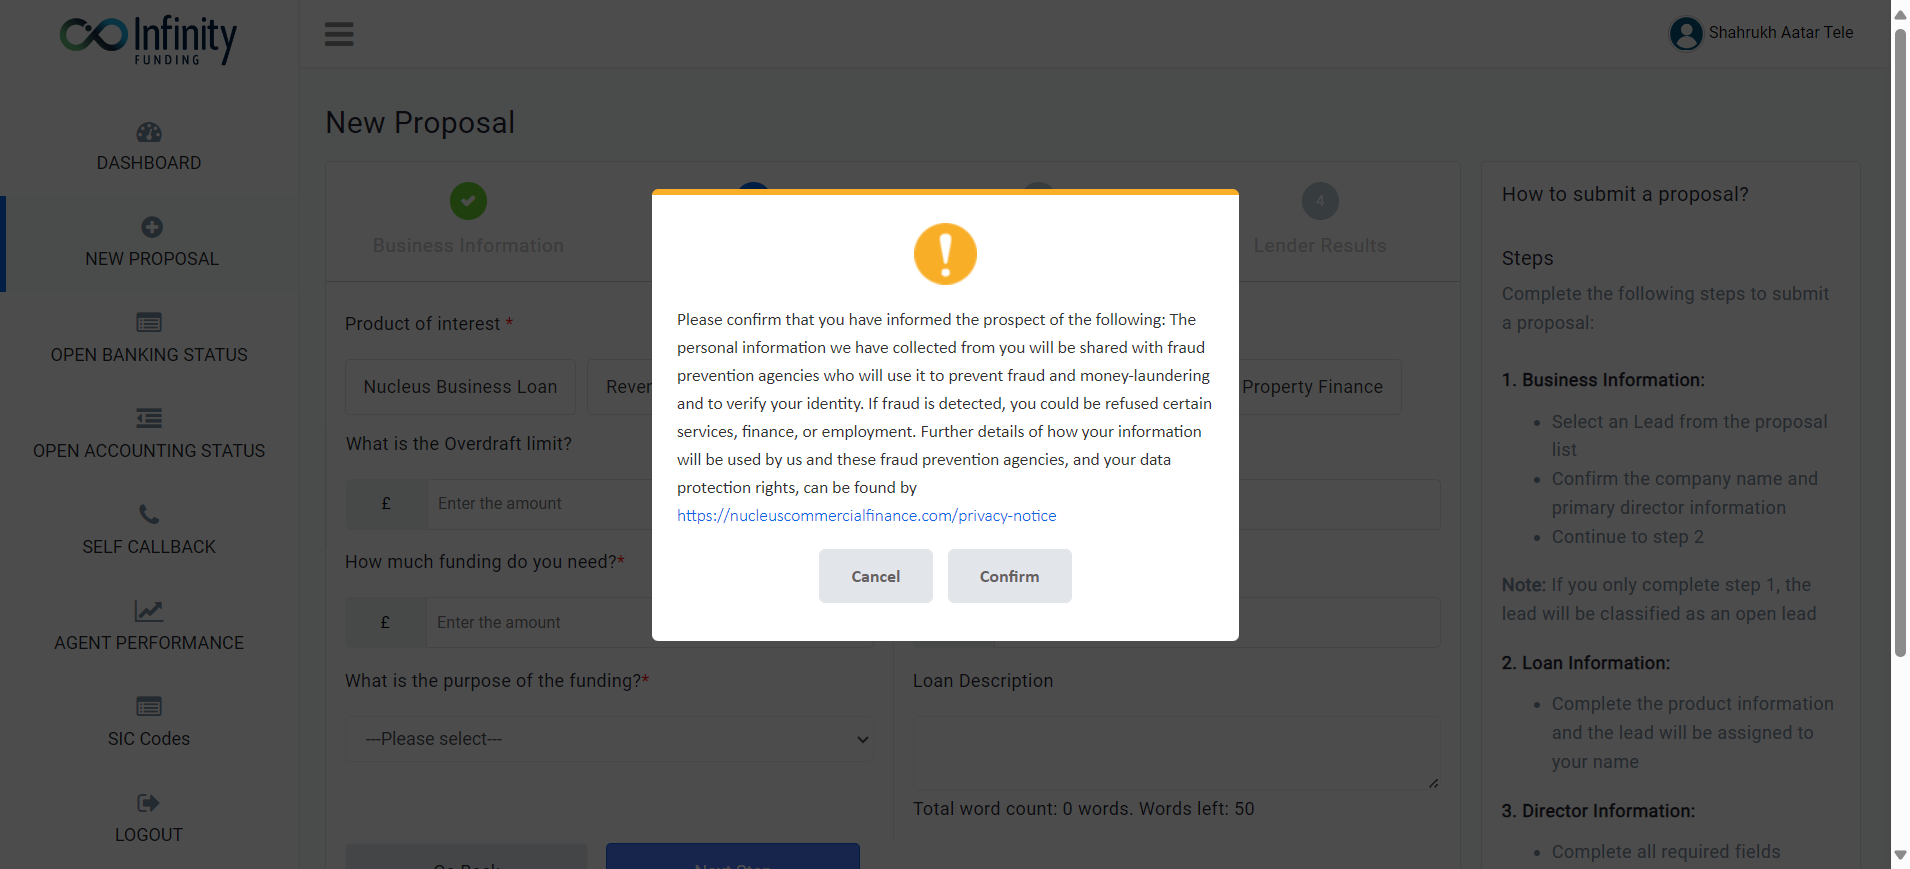 Infinity
FUNDING
Shahrukh Aatar Tele
DASHBOARD
NEW PROPOSAL
OPEN BANKING STATUS
OPEN ACCOUNTING STATUS
SELF CALLBACK
AGENT PERFORMANCE
SIC Codes
LOGOUT
New Proposal
Business Information
4
Lender Results
Product of interest *
Nucleus Business Loan
Property Finance
What is the Overdraft limit?
£
Enter the amount
How much funding do you need?*
£
Enter the amount
What is the purpose of the funding?*
---Please select---
Loan Description
Total word count: 0 words. Words left: 50
Go Back
Next Step
Please confirm that you have informed the prospect of the following: The
personal information we have collected from you will be shared with fraud
prevention agencies who will use it to prevent fraud and money-laundering
and to verify your identity. If fraud is detected, you could be refused certain
services, finance, or employment. Further details of how your information
will be used by us and these fraud prevention agencies, and your data
protection rights, can be found by
https://nucleuscommercialfinance.com/privacy-notice
Cancel
Confirm
How to submit a proposal?
Steps
Complete the following steps to submit
a proposal:
1. Business Information:
• Select an Lead from the proposal
list
• Confirm the company name and
primary director information
• Continue to step 2
Note: If you only complete step 1, the
lead will be classified as an open lead
2. Loan Information:
• Complete the product information
and the lead will be assigned to
your name
3. Director Information:
• Complete all required fields